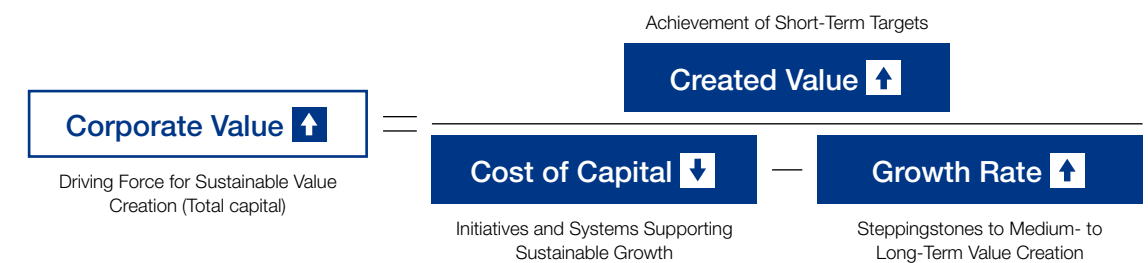 Achievement of Short-Term Targets
Created Value
Corporate Value
Driving Force for Sustainable Value
Creation (Total capital)
Cost of Capital
Initiatives and Systems Supporting
Sustainable Growth
Growth Rate
Steppingstones to Medium- to
Long-Term Value Creation